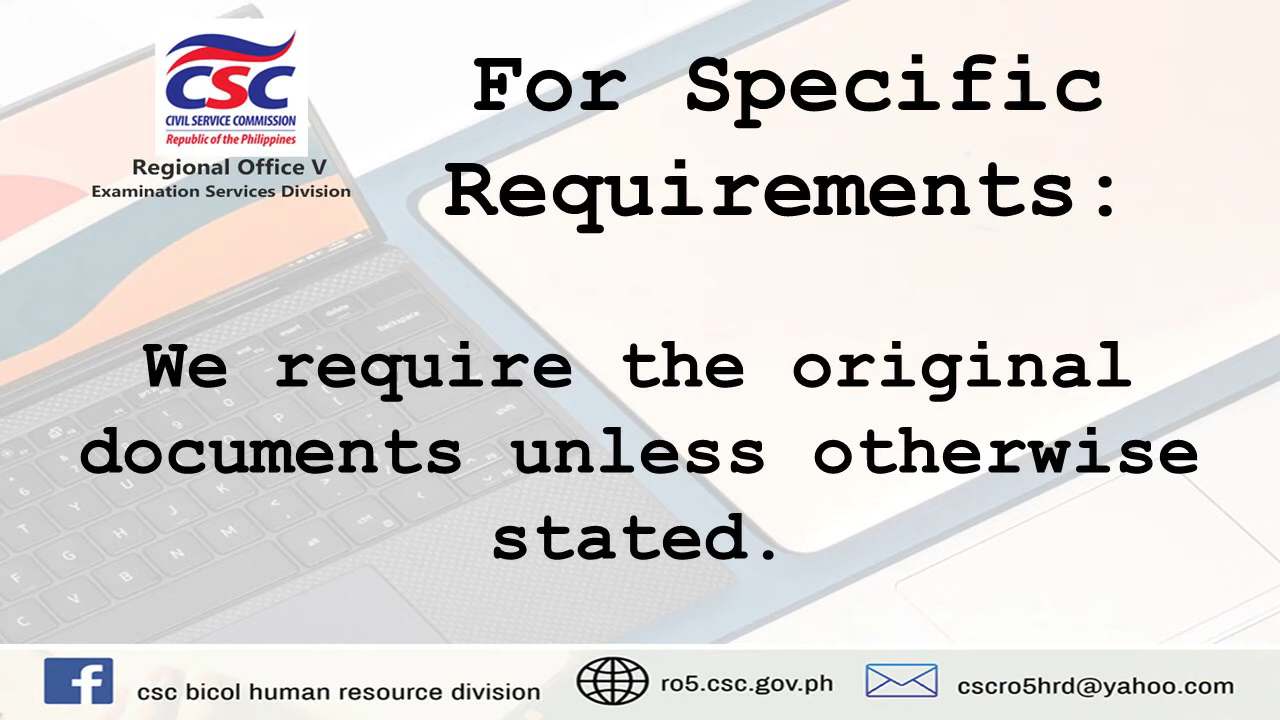 CSC
CIVIL SERVICE COMMISSION
Republic of the Philippines
Regional Office V
Examination Services Division
For Specific
Requirements:
We require the original
documents unless otherwise
stated.
csc bicol human resource division
ro5.csc.gov.ph
cscro5hrd@yahoo.com